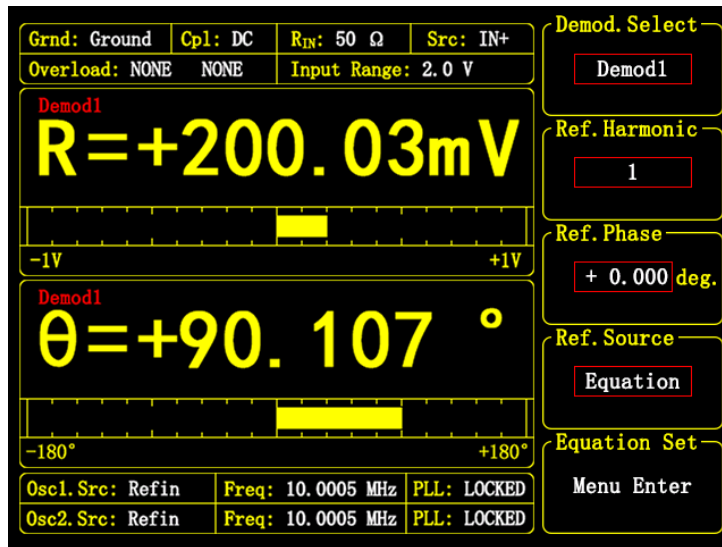 Grnd: Ground Cpl: DC RIN: 50 Ω Src: IN+
Overload: NONE NONE Input Range: 2.0 V
Demod1
R=+200.03mV
-1V +1V
Demod1
θ=+90.107 °
-180° +180°
Osc1.Src: Refin Freq: 10.0005 MHz PLL: LOCKED
Osc2.Src: Refin Freq: 10.0005 MHz PLL: LOCKED
Demod.Select
Demod1
Ref.Harmonic
1
Ref.Phase
+ 0.000 deg.
Ref.Source
Equation
Equation Set
Menu Enter